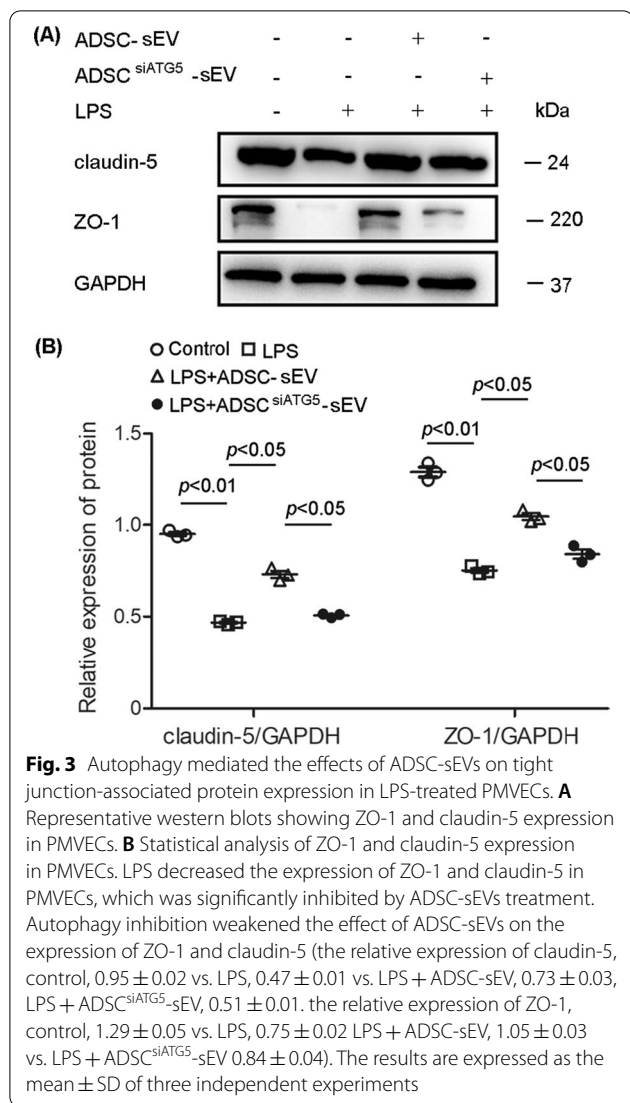 (A) ADSC-sEV - - + -
ADSC siATG5 -sEV - - - +
LPS - + + + kDa
claudin-5 — 24
ZO-1 — 220
GAPDH — 37
(B) Control LPS
LPS+ADSC-sEV
LPS+ADSC siATG5-sEV
Relative expression of protein
1.5
1.0
0.5
0
p<0.01
p<0.05
p<0.05
p<0.01
p<0.05
p<0.05
claudin-5/GAPDH ZO-1/GAPDH
Fig. 3 Autophagy mediated the effects of ADSC-sEVs on tight
junction-associated protein expression in LPS-treated PMVECs. A
Representative western blots showing ZO-1 and claudin-5 expression
in PMVECs. B Statistical analysis of ZO-1 and claudin-5 expression
in PMVECs. LPS decreased the expression of ZO-1 and claudin-5 in
PMVECs, which was significantly inhibited by ADSC-sEVs treatment.
Autophagy inhibition weakened the effect of ADSC-sEVs on the
expression of ZO-1 and claudin-5 (the relative expression of claudin-5,
control, 0.95 ± 0.02 vs. LPS, 0.47 ± 0.01 vs. LPS + ADSC-sEV, 0.73 ± 0.03,
LPS + ADSCsiATG5-sEV, 0.51 ± 0.01. the relative expression of ZO-1,
control, 1.29 ± 0.05 vs. LPS, 0.75 ± 0.02 LPS + ADSC-sEV, 1.05 ± 0.03
vs. LPS + ADSCsiATG5-sEV 0.84 ± 0.04). The results are expressed as the
mean ± SD of three independent experiments